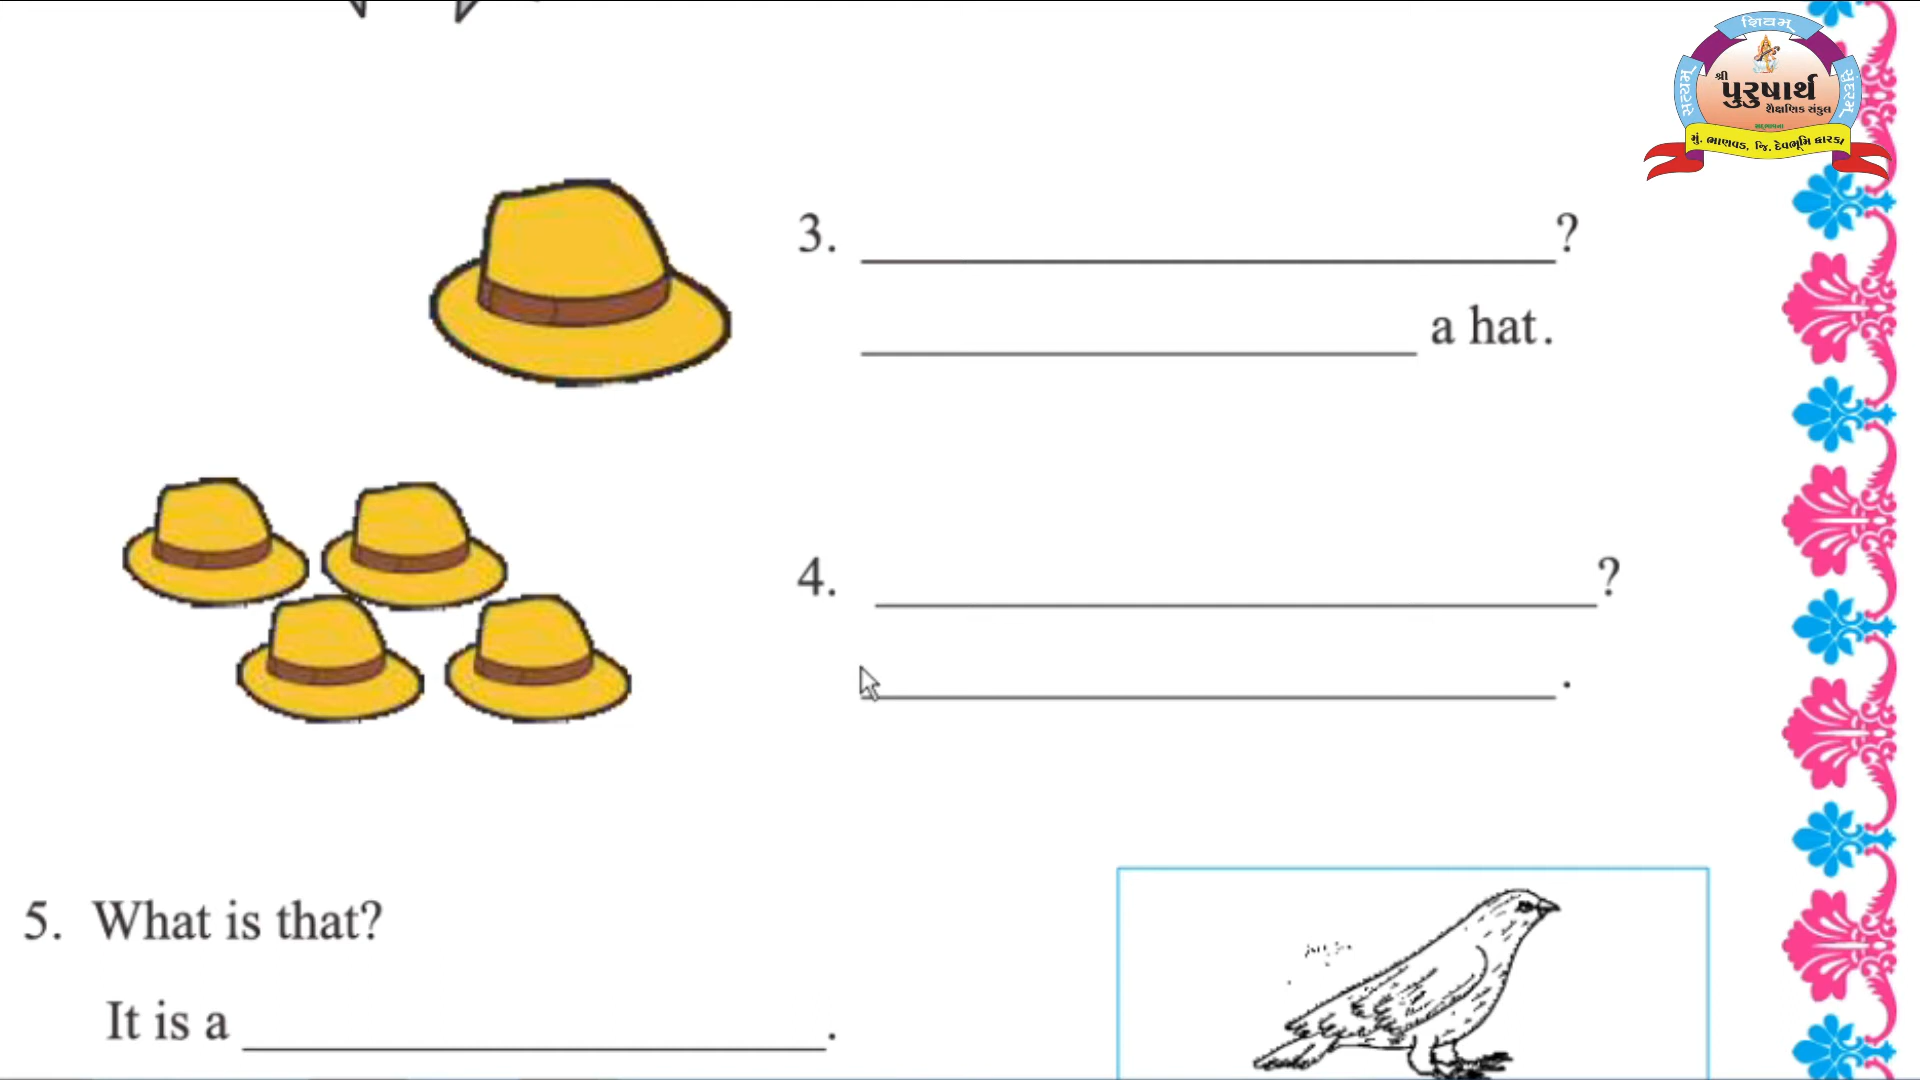 શિવમ્
સત્યમ્
સુંદરમ્
શ્રી
પુરુષાર્થ
શૈક્ષણિક સંકુલ
મું. ભાણવડ, જિ. દેવભૂમિ દ્વારકા
3. ?
a hat.
4. ?
.
5. What is that?
It is a .